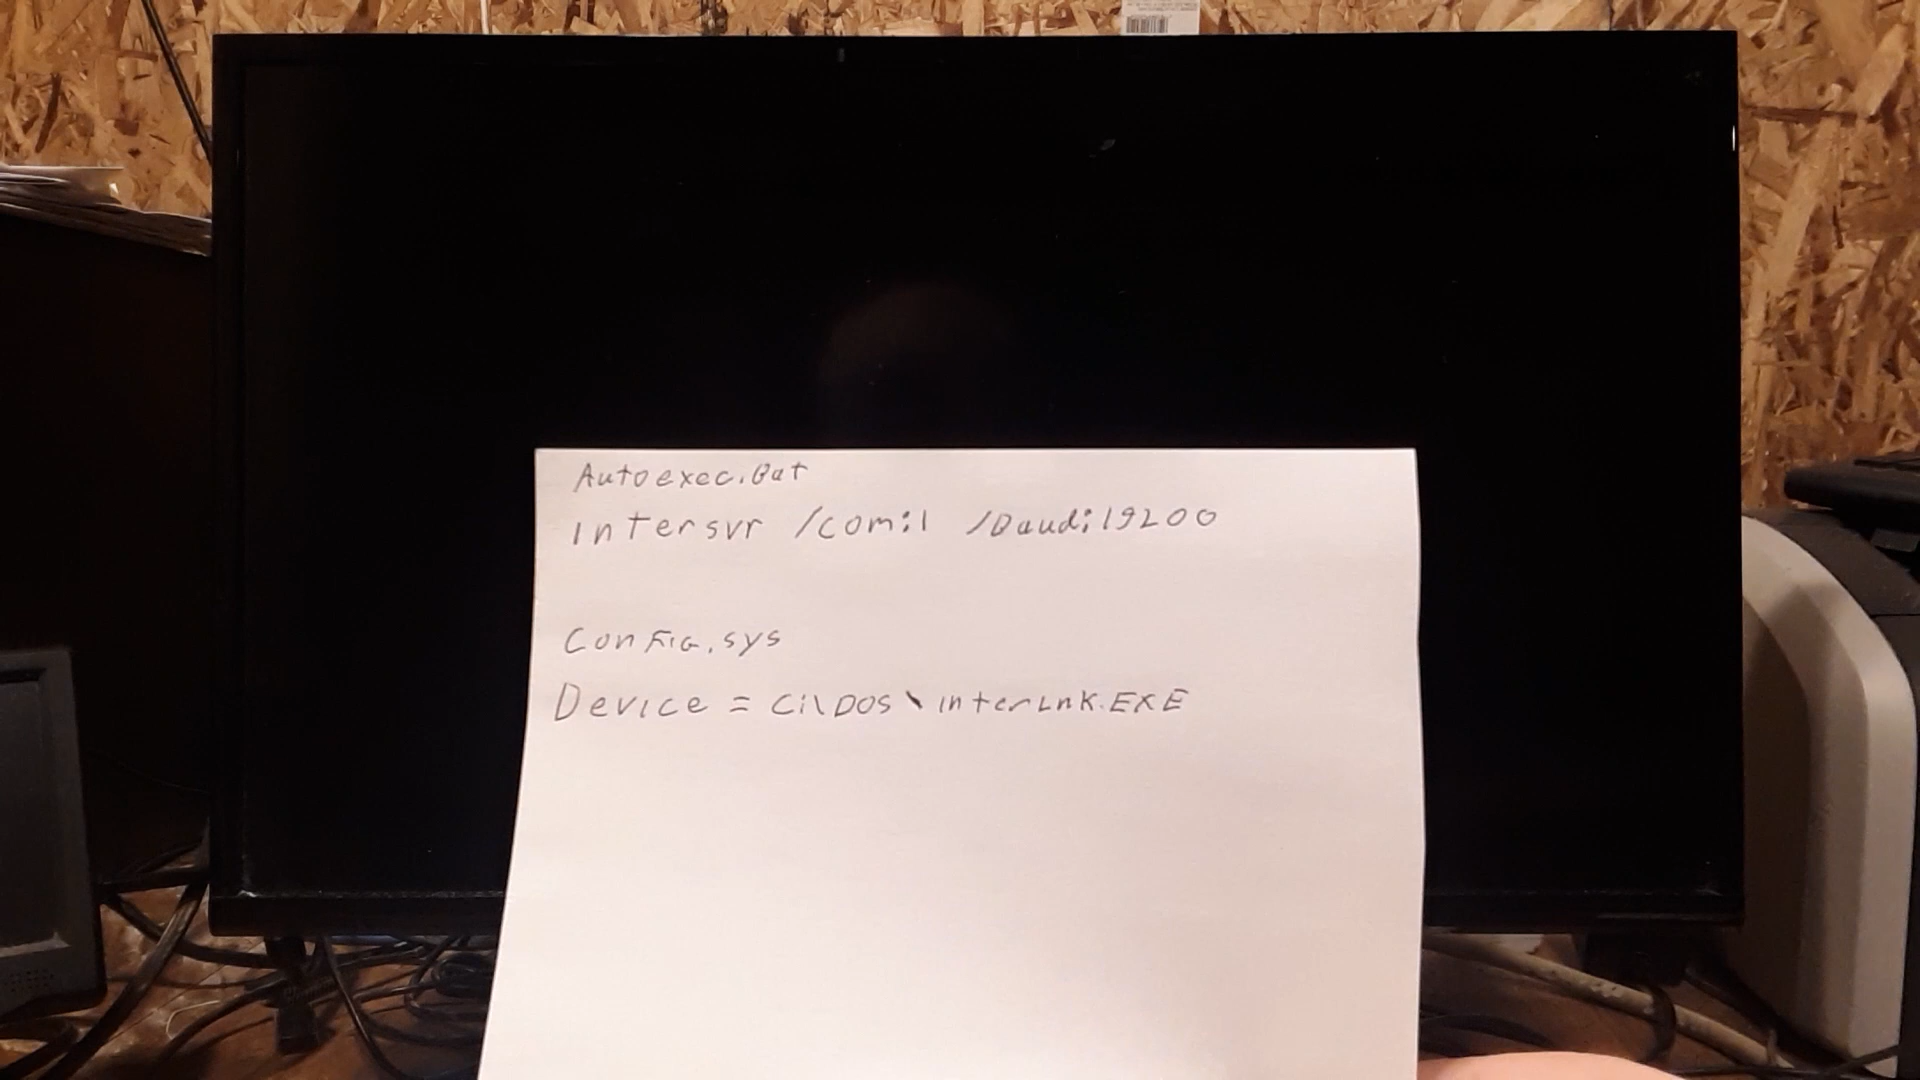 Autoexec.Bat
intersvr /com:1 /Baud:19200
Config.sys
Device = C:\DOS\interlnk.EXE